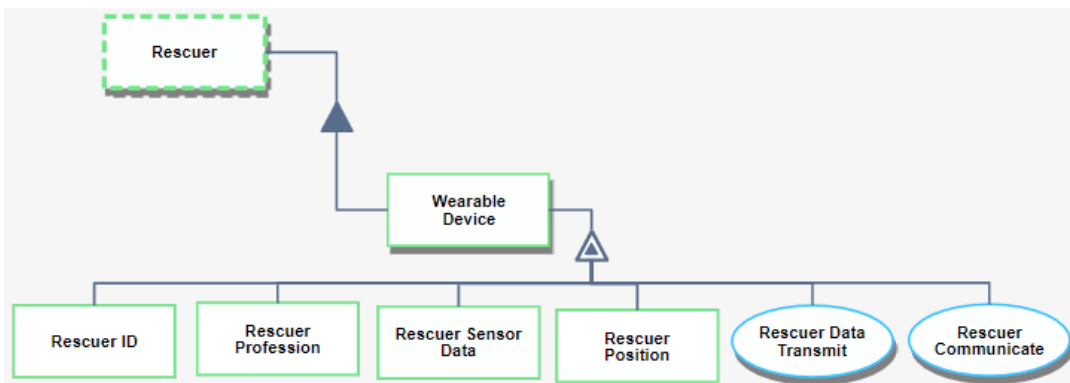 Rescuer
Wearable
Device
Rescuer ID
Rescuer
Profession
Rescuer Sensor
Data
Rescuer
Position
Rescuer Data
Transmit
Rescuer
Communicate